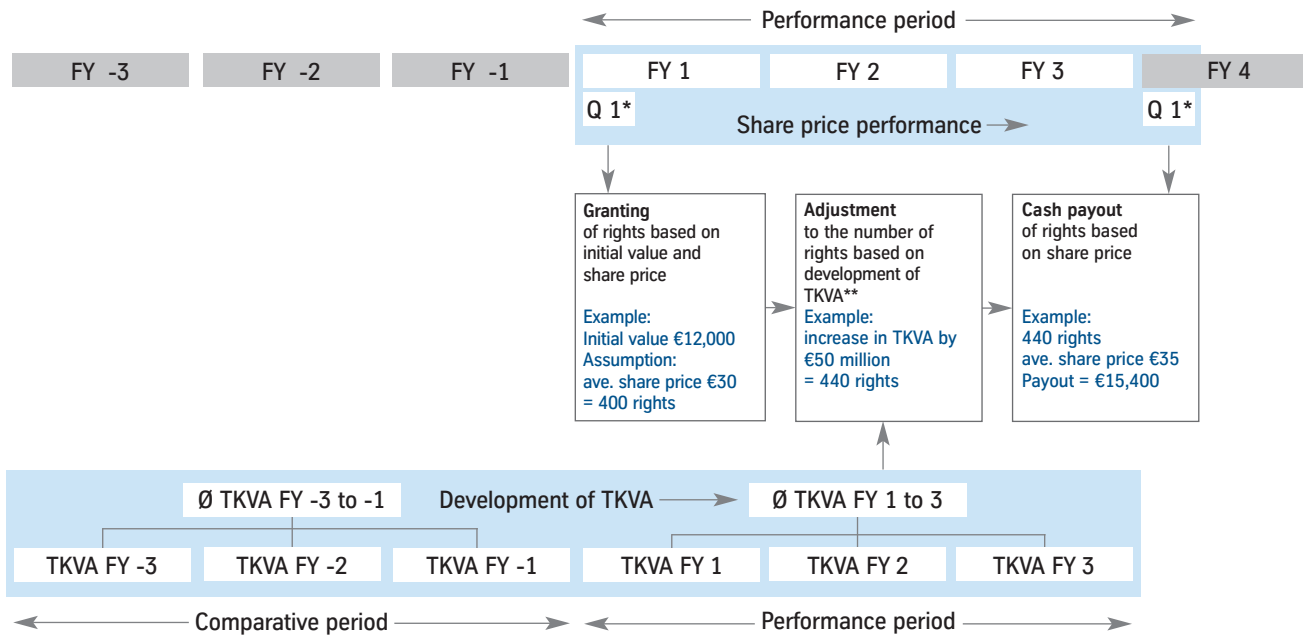 Performance period
FY -3
FY -2
FY -1
FY 1
FY 2
FY 3
FY 4
Q 1*
Share price performance
Q 1*
Granting
of rights based on
initial value and
share price
Example:
Initial value €12,000
Assumption:
ave. share price €30
= 400 rights
Adjustment
to the number of
rights based on
development of
TKVA**
Example:
increase in TKVA by
€50 million
= 440 rights
Cash payout
of rights based
on share price
Example:
440 rights
ave. share price €35
Payout = €15,400
Ø TKVA FY -3 to -1
Development of TKVA
Ø TKVA FY 1 to 3
TKVA FY -3
TKVA FY -2
TKVA FY -1
TKVA FY 1
TKVA FY 2
TKVA FY 3
Comparative period
Performance period